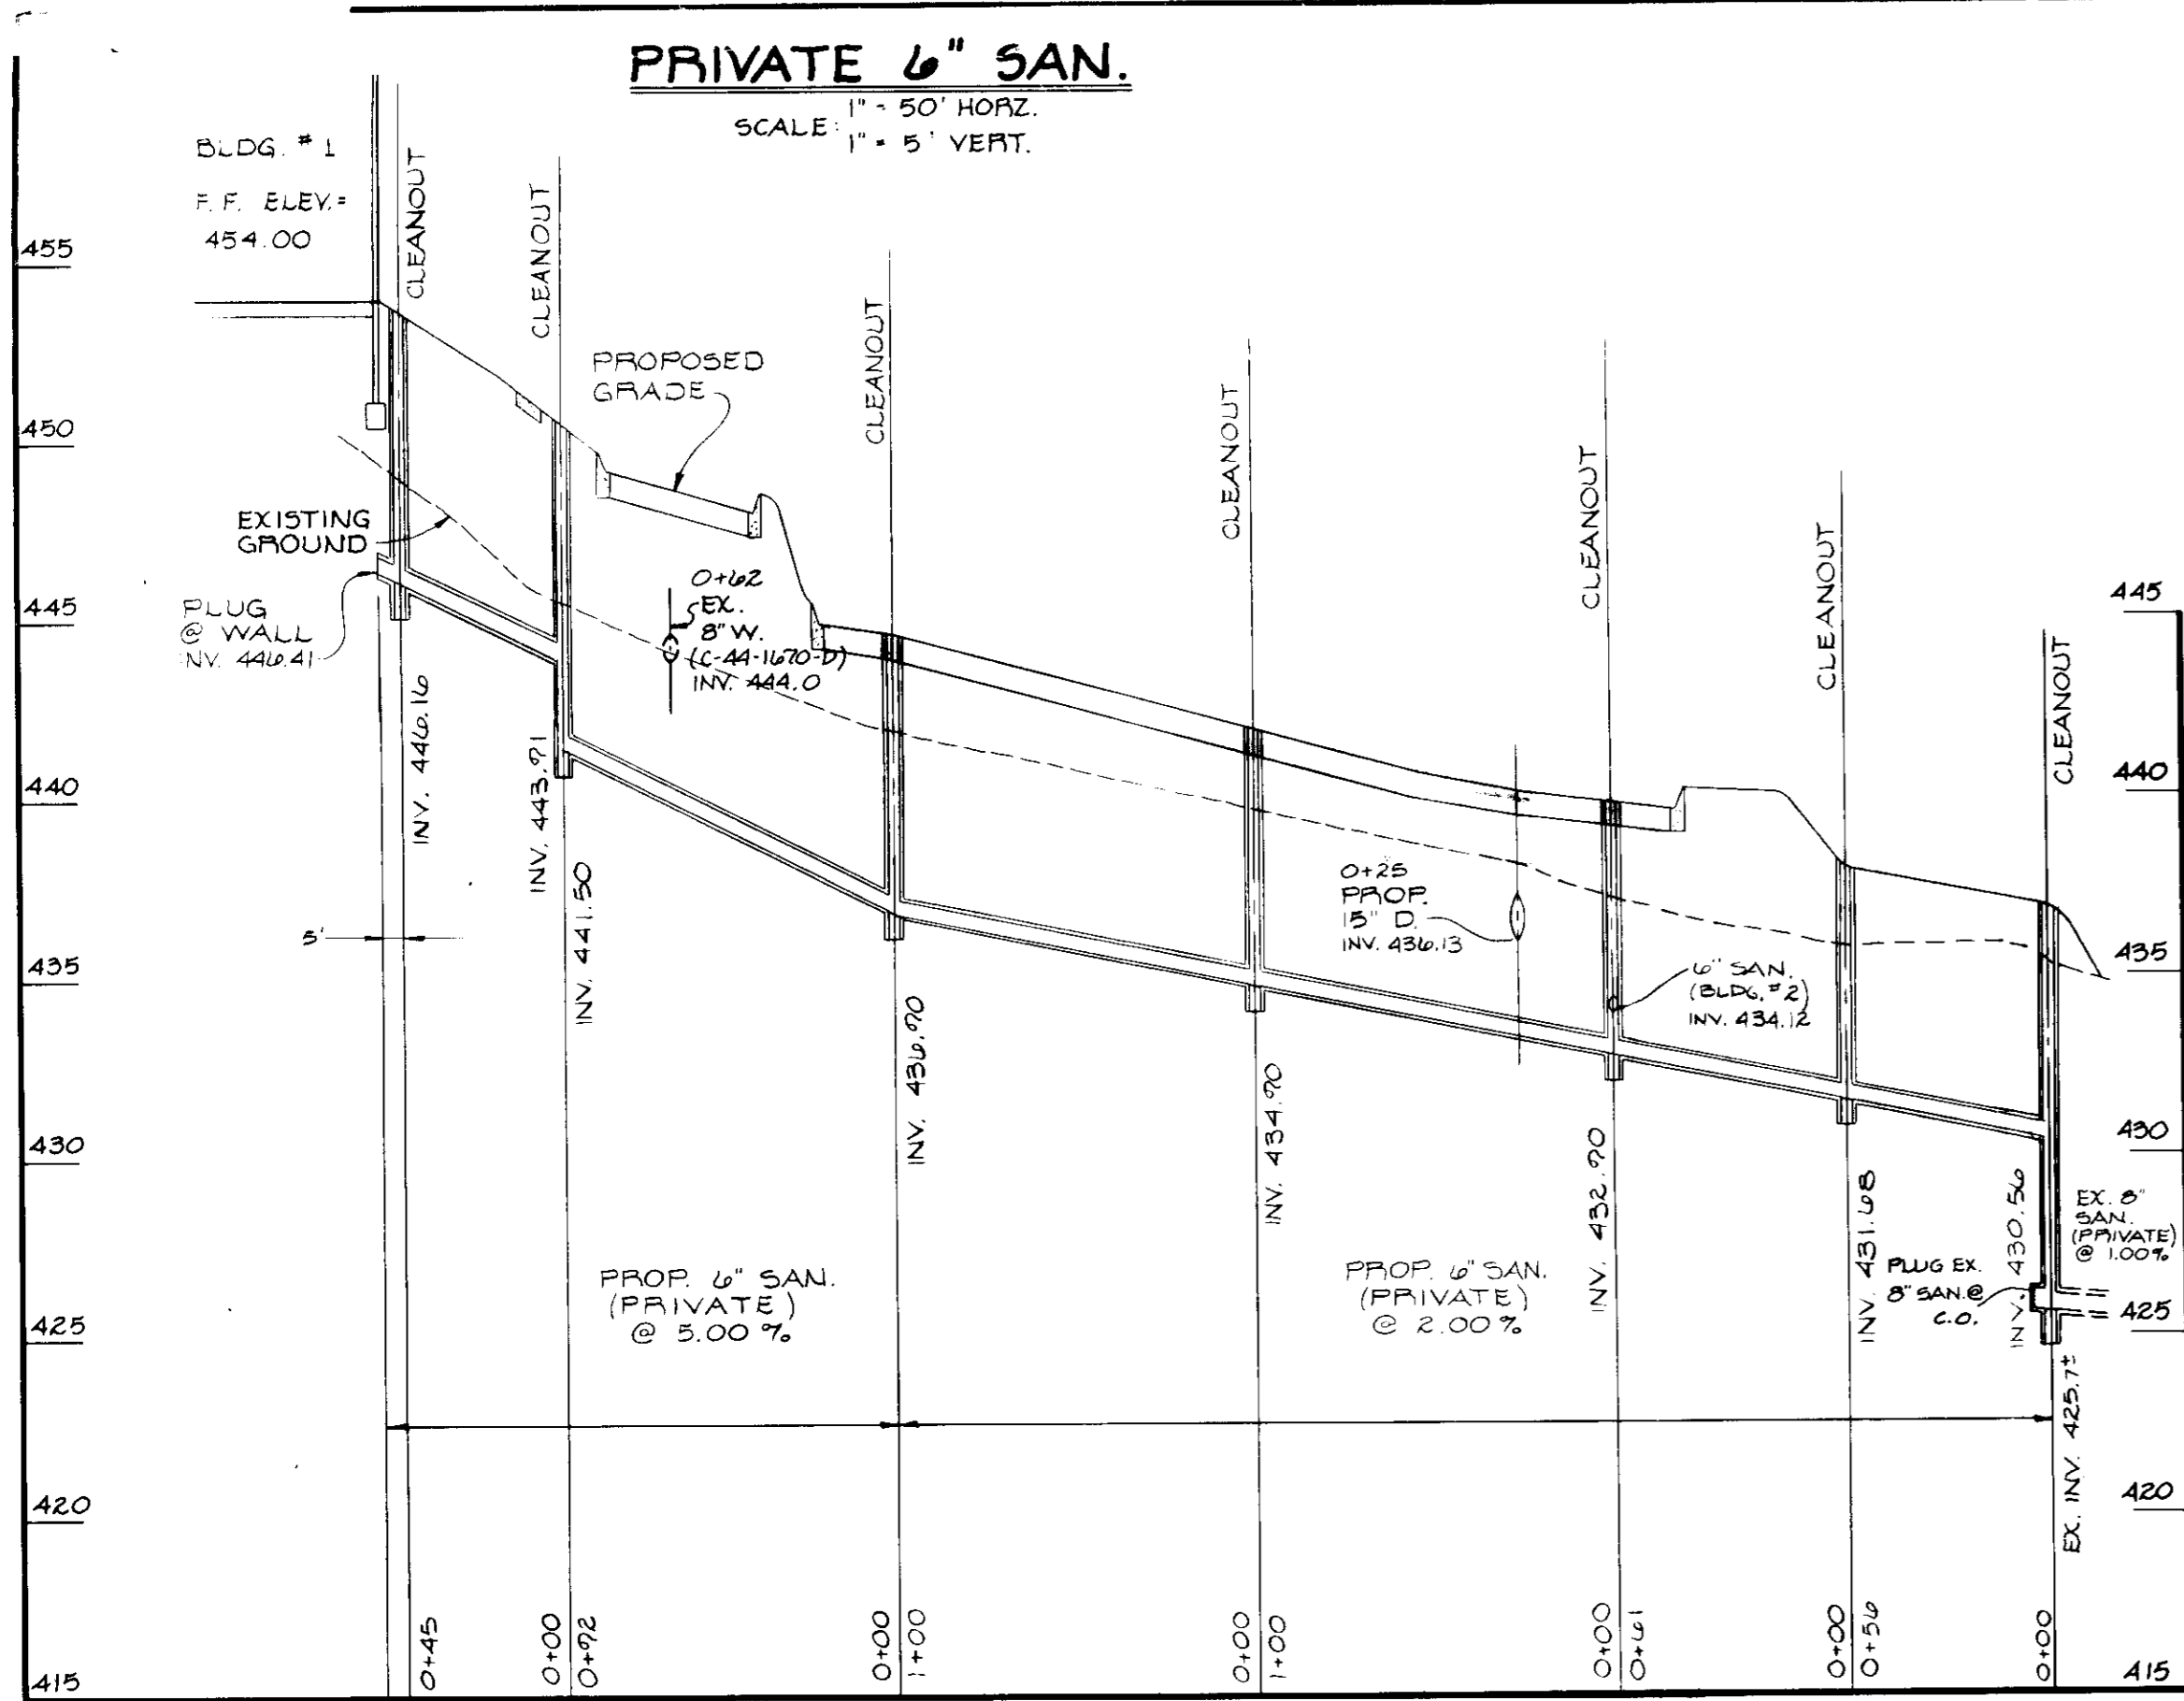 PRIVATE 6" SAN.
SCALE: 1" = 50' HORZ.
1" = 5' VERT.
BLDG. # 1
F.F. ELEV.=
454.00
CLEANOUT
CLEANOUT
CLEANOUT
CLEANOUT
CLEANOUT
CLEANOUT
CLEANOUT
455
450
445
440
435
430
425
420
415
445
440
435
430
425
420
415
PROPOSED
GRADE
EXISTING
GROUND
PLUG
@ WALL
INV. 446.41
0+62
EX.
8" W.
(C-44-1670-D)
INV. 444.0
0+25
PROP.
15" D.
INV. 436.13
6" SAN.
(BLDG. #2)
INV. 434.12
5'
INV. 446.16
INV. 443.91
INV. 441.50
INV. 436.90
INV. 434.90
INV. 432.90
INV. 431.68
INV. 430.56
EX. 8"
SAN.
(PRIVATE)
@ 1.00%
PLUG EX.
8" SAN. @
C.O.
EX. INV. 425.7±
PROP. 6" SAN.
(PRIVATE)
@ 5.00 %
PROP. 6" SAN.
(PRIVATE)
@ 2.00 %
0+45
0+00
0+92
0+00
1+00
0+00
1+00
0+00
0+61
0+00
0+56
0+00